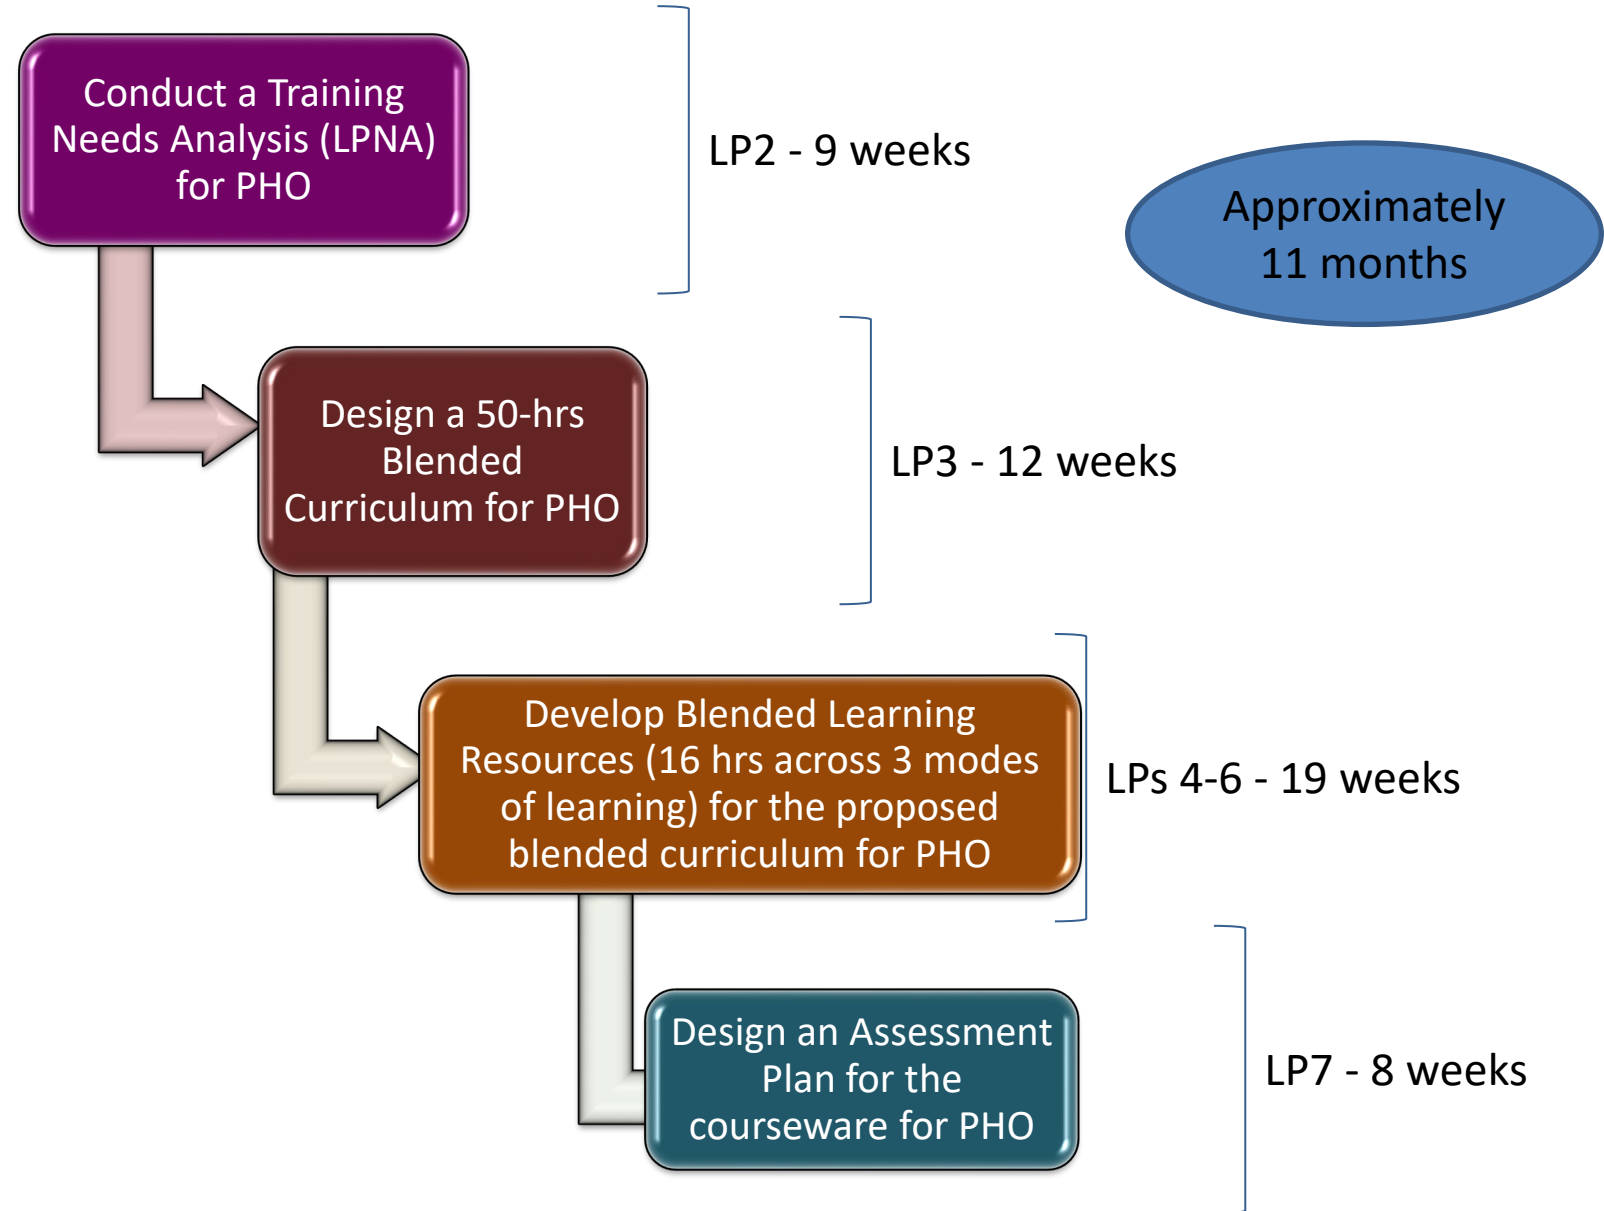 Conduct a Training
Needs Analysis (LPNA)
for PHO
LP2 - 9 weeks
Approximately
11 months
Design a 50-hrs
Blended
Curriculum for PHO
LP3 - 12 weeks
Develop Blended Learning
Resources (16 hrs across 3 modes
of learning) for the proposed
blended curriculum for PHO
LPs 4-6 - 19 weeks
Design an Assessment
Plan for the
courseware for PHO
LP7 - 8 weeks